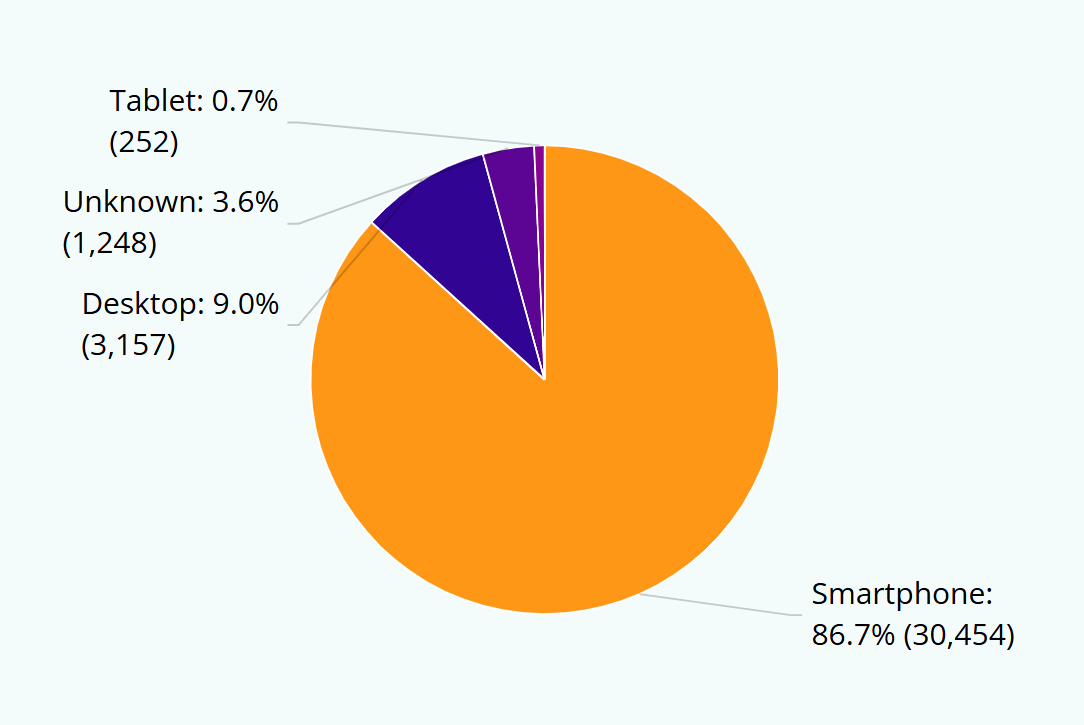 Tablet: 0.7%
(252)
Unknown: 3.6%
(1,248)
Desktop: 9.0%
(3,157)
Smartphone:
86.7% (30,454)